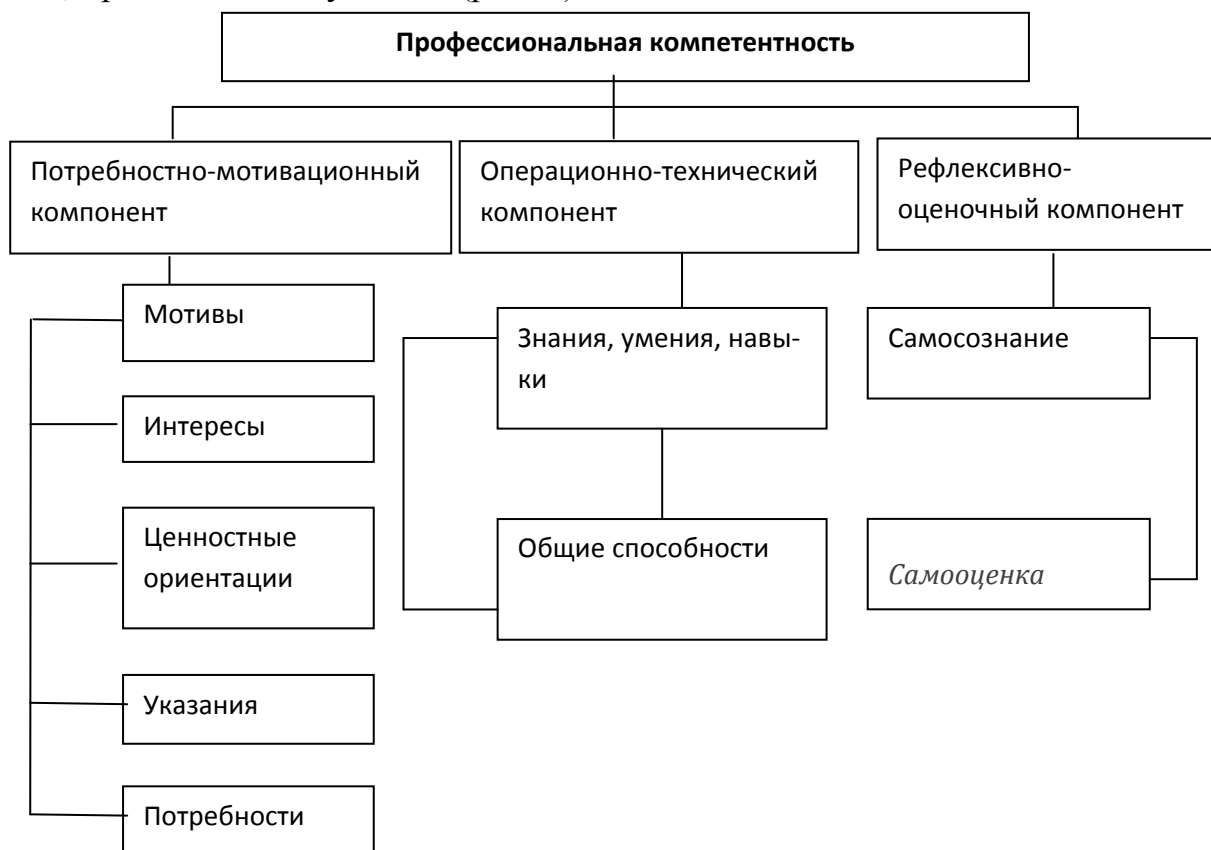 Профессиональная компетентность
Потребностно-мотивационный
компонент
Операционно-технический
компонент
Рефлексивно-
оценочный компонент
Мотивы
Интересы
Ценностные
ориентации
Указания
Потребности
Знания, умения, навы-
ки
Общие способности
Самосознание
Самооценка